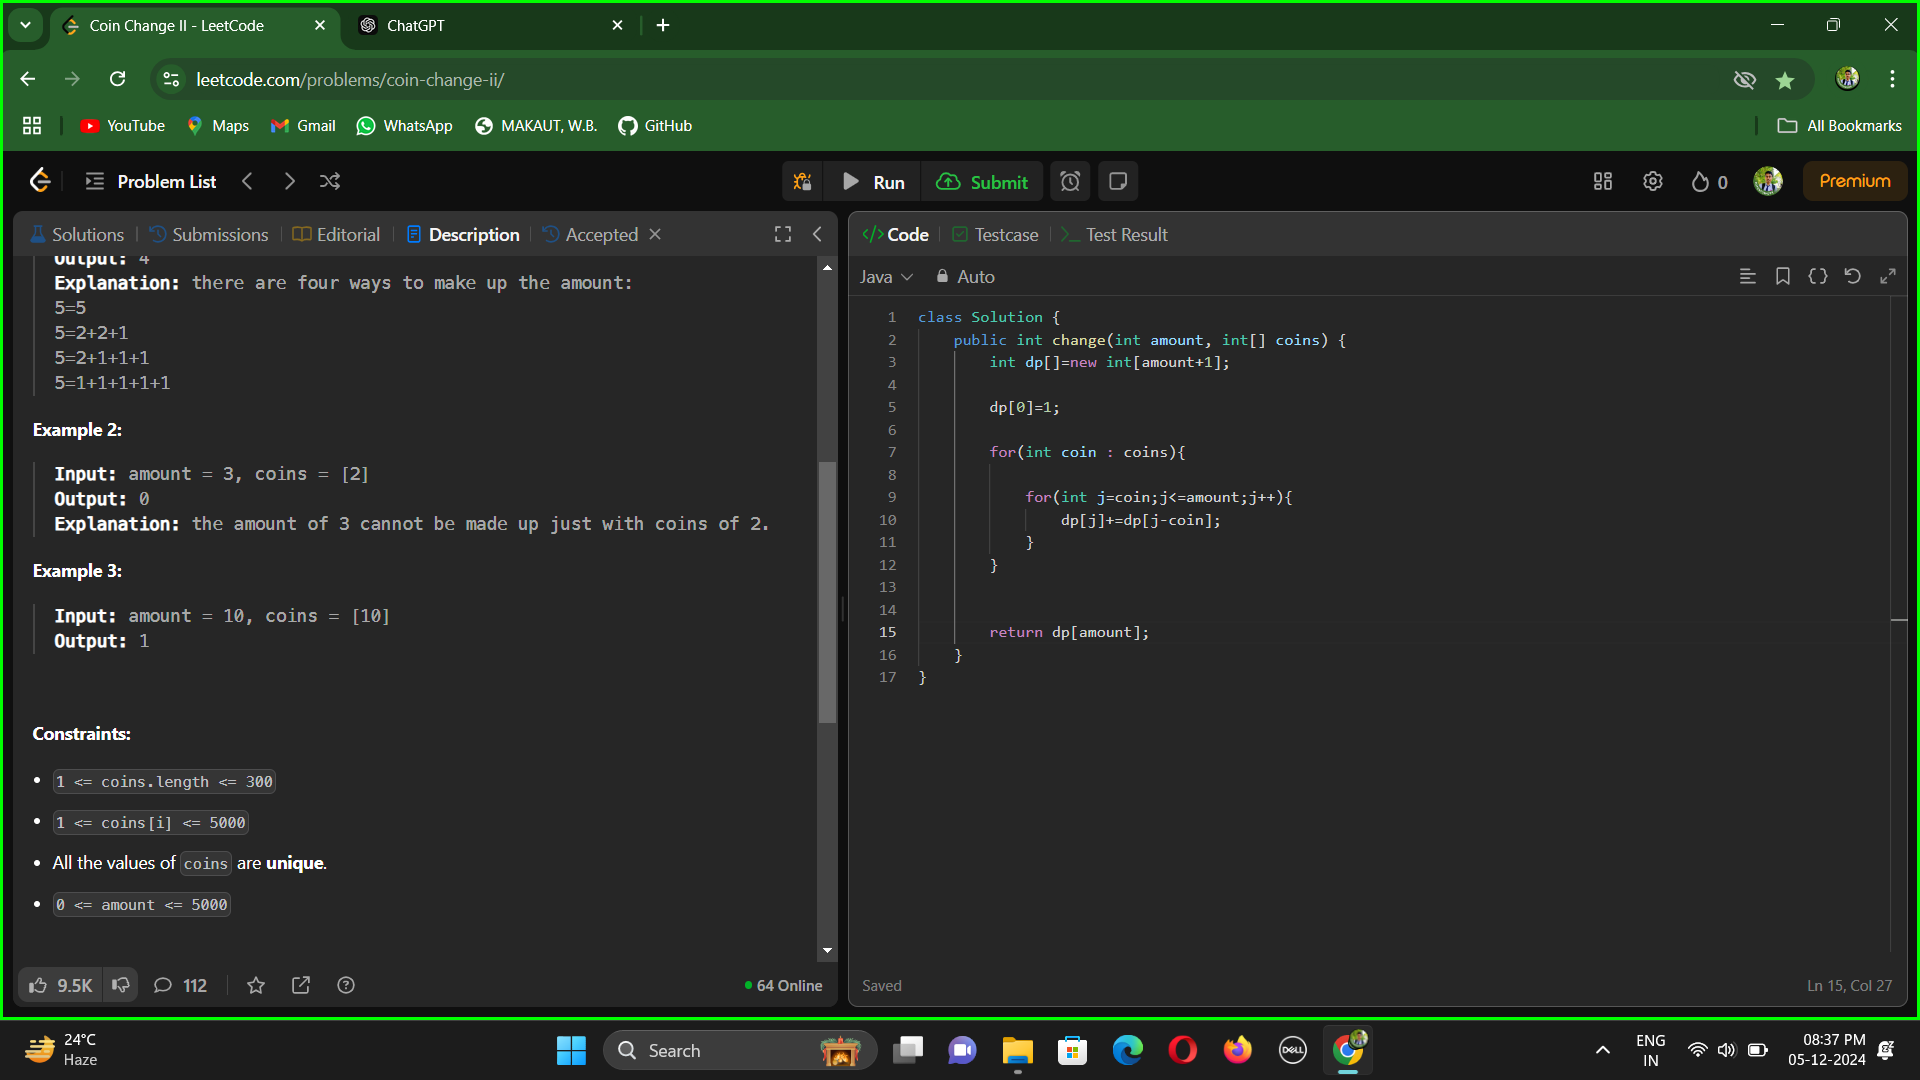 Coin Change II - LeetCode
ChatGPT
leetcode.com/problems/coin-change-ii/
YouTube Maps Gmail WhatsApp MAKAUT, W.B. GitHub All Bookmarks
Problem List Run Submit 0 Premium
Solutions Submissions Editorial Description Accepted
Output: 4
Explanation: there are four ways to make up the amount:
5=5
5=2+2+1
5=2+1+1+1
5=1+1+1+1+1
Example 2:
Input: amount = 3, coins = [2]
Output: 0
Explanation: the amount of 3 cannot be made up just with coins of 2.
Example 3:
Input: amount = 10, coins = [10]
Output: 1
Constraints:
• 1 <= coins.length <= 300
• 1 <= coins[i] <= 5000
• All the values of coins are unique.
• 0 <= amount <= 5000
9.5K 112 64 Online
Code Testcase Test Result
Java Auto
1 class Solution {
2 public int change(int amount, int[] coins) {
3 int dp[]=new int[amount+1];
4
5 dp[0]=1;
6
7 for(int coin : coins){
8
9 for(int j=coin;j<=amount;j++){
10 dp[j]+=dp[j-coin];
11 }
12 }
13
14
15 return dp[amount];
16 }
17 }
Saved Ln 15, Col 27
24°C
Haze
Search
DELL
ENG
IN
08:37 PM
05-12-2024